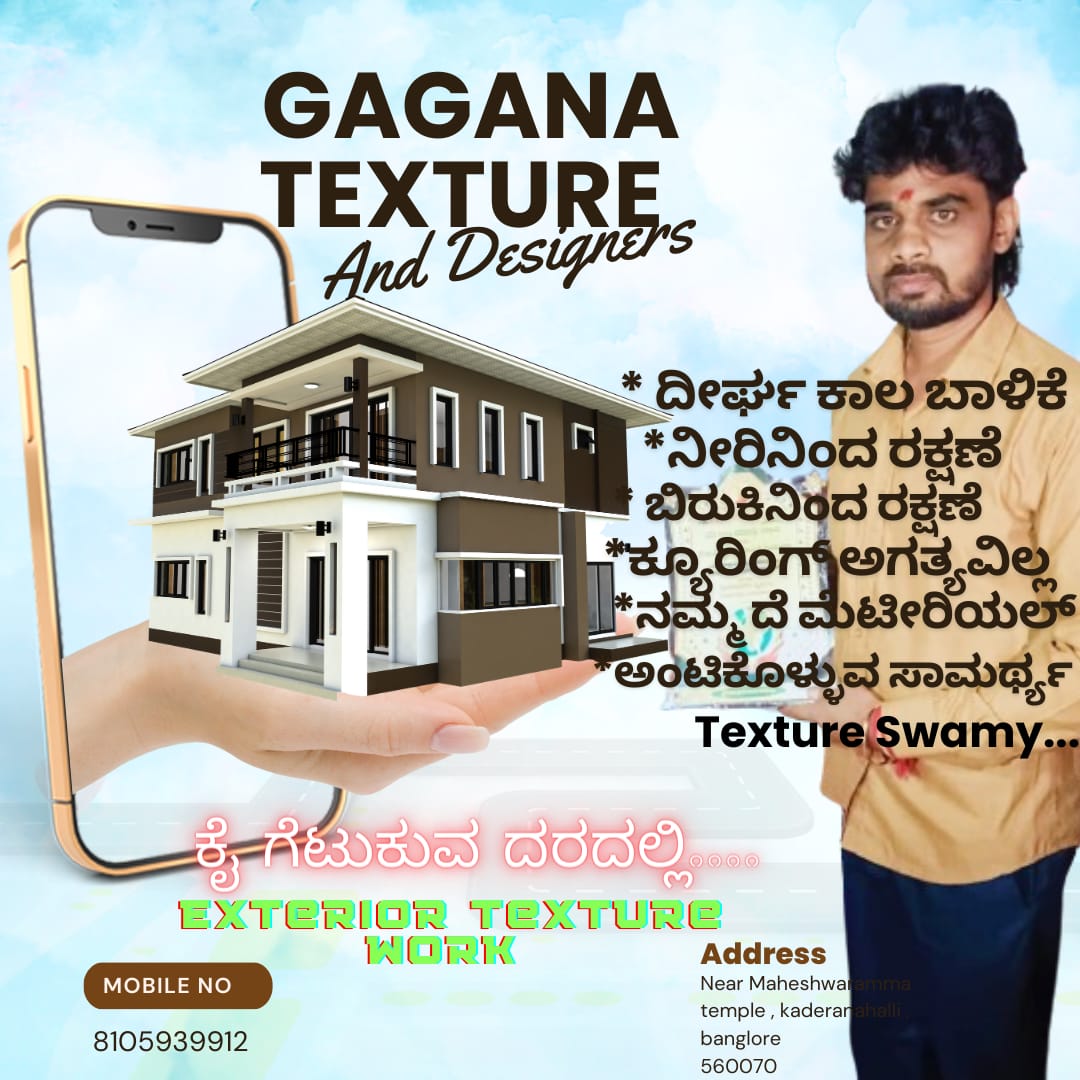 GAGANA
TEXTURE
And Designers
* ದೀರ್ಘ ಕಾಲ ಬಾಳಿಕೆ
*ನೀರಿನಿಂದ ರಕ್ಷಣೆ
* ಬಿರುಕಿನಿಂದ ರಕ್ಷಣೆ
*ಕ್ಯೂರಿಂಗ್ ಅಗತ್ಯವಿಲ್ಲ
*ನಮ್ಮ ದೆ ಮೆಟೀರಿಯಲ್
*ಅಂಟಿಕೊಳ್ಳುವ ಸಾಮರ್ಥ್ಯ
Texture Swamy...
ಕೈ ಗೆಟುಕುವ ದರದಲ್ಲಿ....
EXTERIOR TEXTURE
WORK
MOBILE NO
8105939912
Address
Near Maheshwaramma
temple , kaderanahalli
banglore
560070